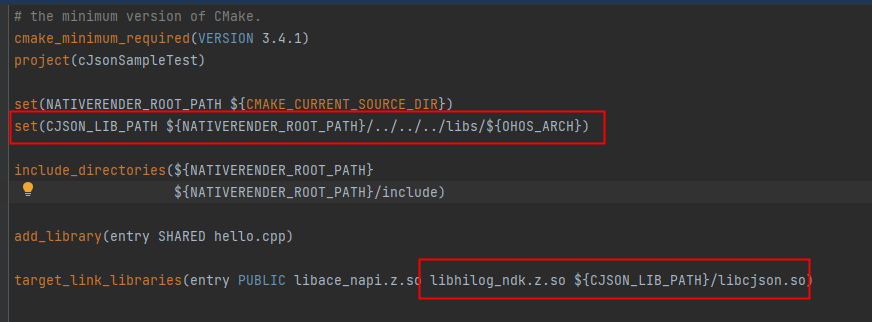 # the minimum version of CMake.
cmake_minimum_required(VERSION 3.4.1)
project(cJsonSampleTest)
set(NATIVERENDER_ROOT_PATH ${CMAKE_CURRENT_SOURCE_DIR})
set(CJSON_LIB_PATH ${NATIVERENDER_ROOT_PATH}/../../../libs/${OHOS_ARCH})
include_directories(${NATIVERENDER_ROOT_PATH}
${NATIVERENDER_ROOT_PATH}/include)
add_library(entry SHARED hello.cpp)
target_link_libraries(entry PUBLIC libace_napi.z.so libhilog_ndk.z.so ${CJSON_LIB_PATH}/libcjson.so)